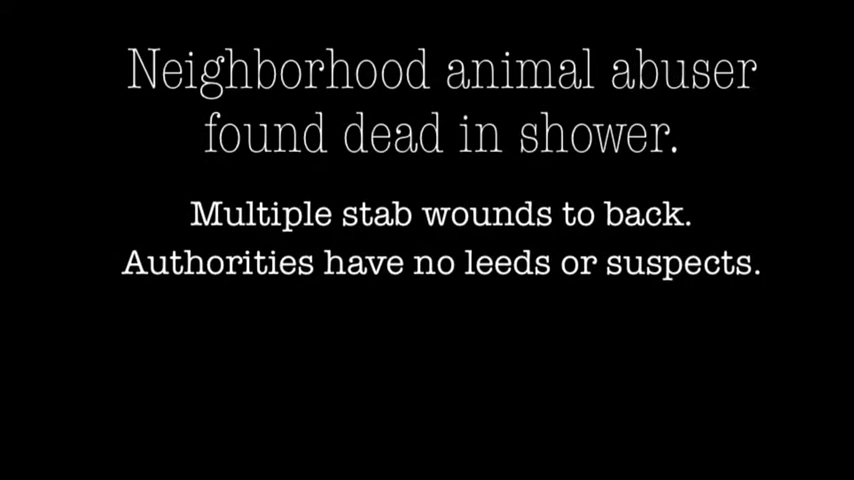 Neighborhood animal abuser
found dead in shower.
Multiple stab wounds to back.
Authorities have no leeds or suspects.